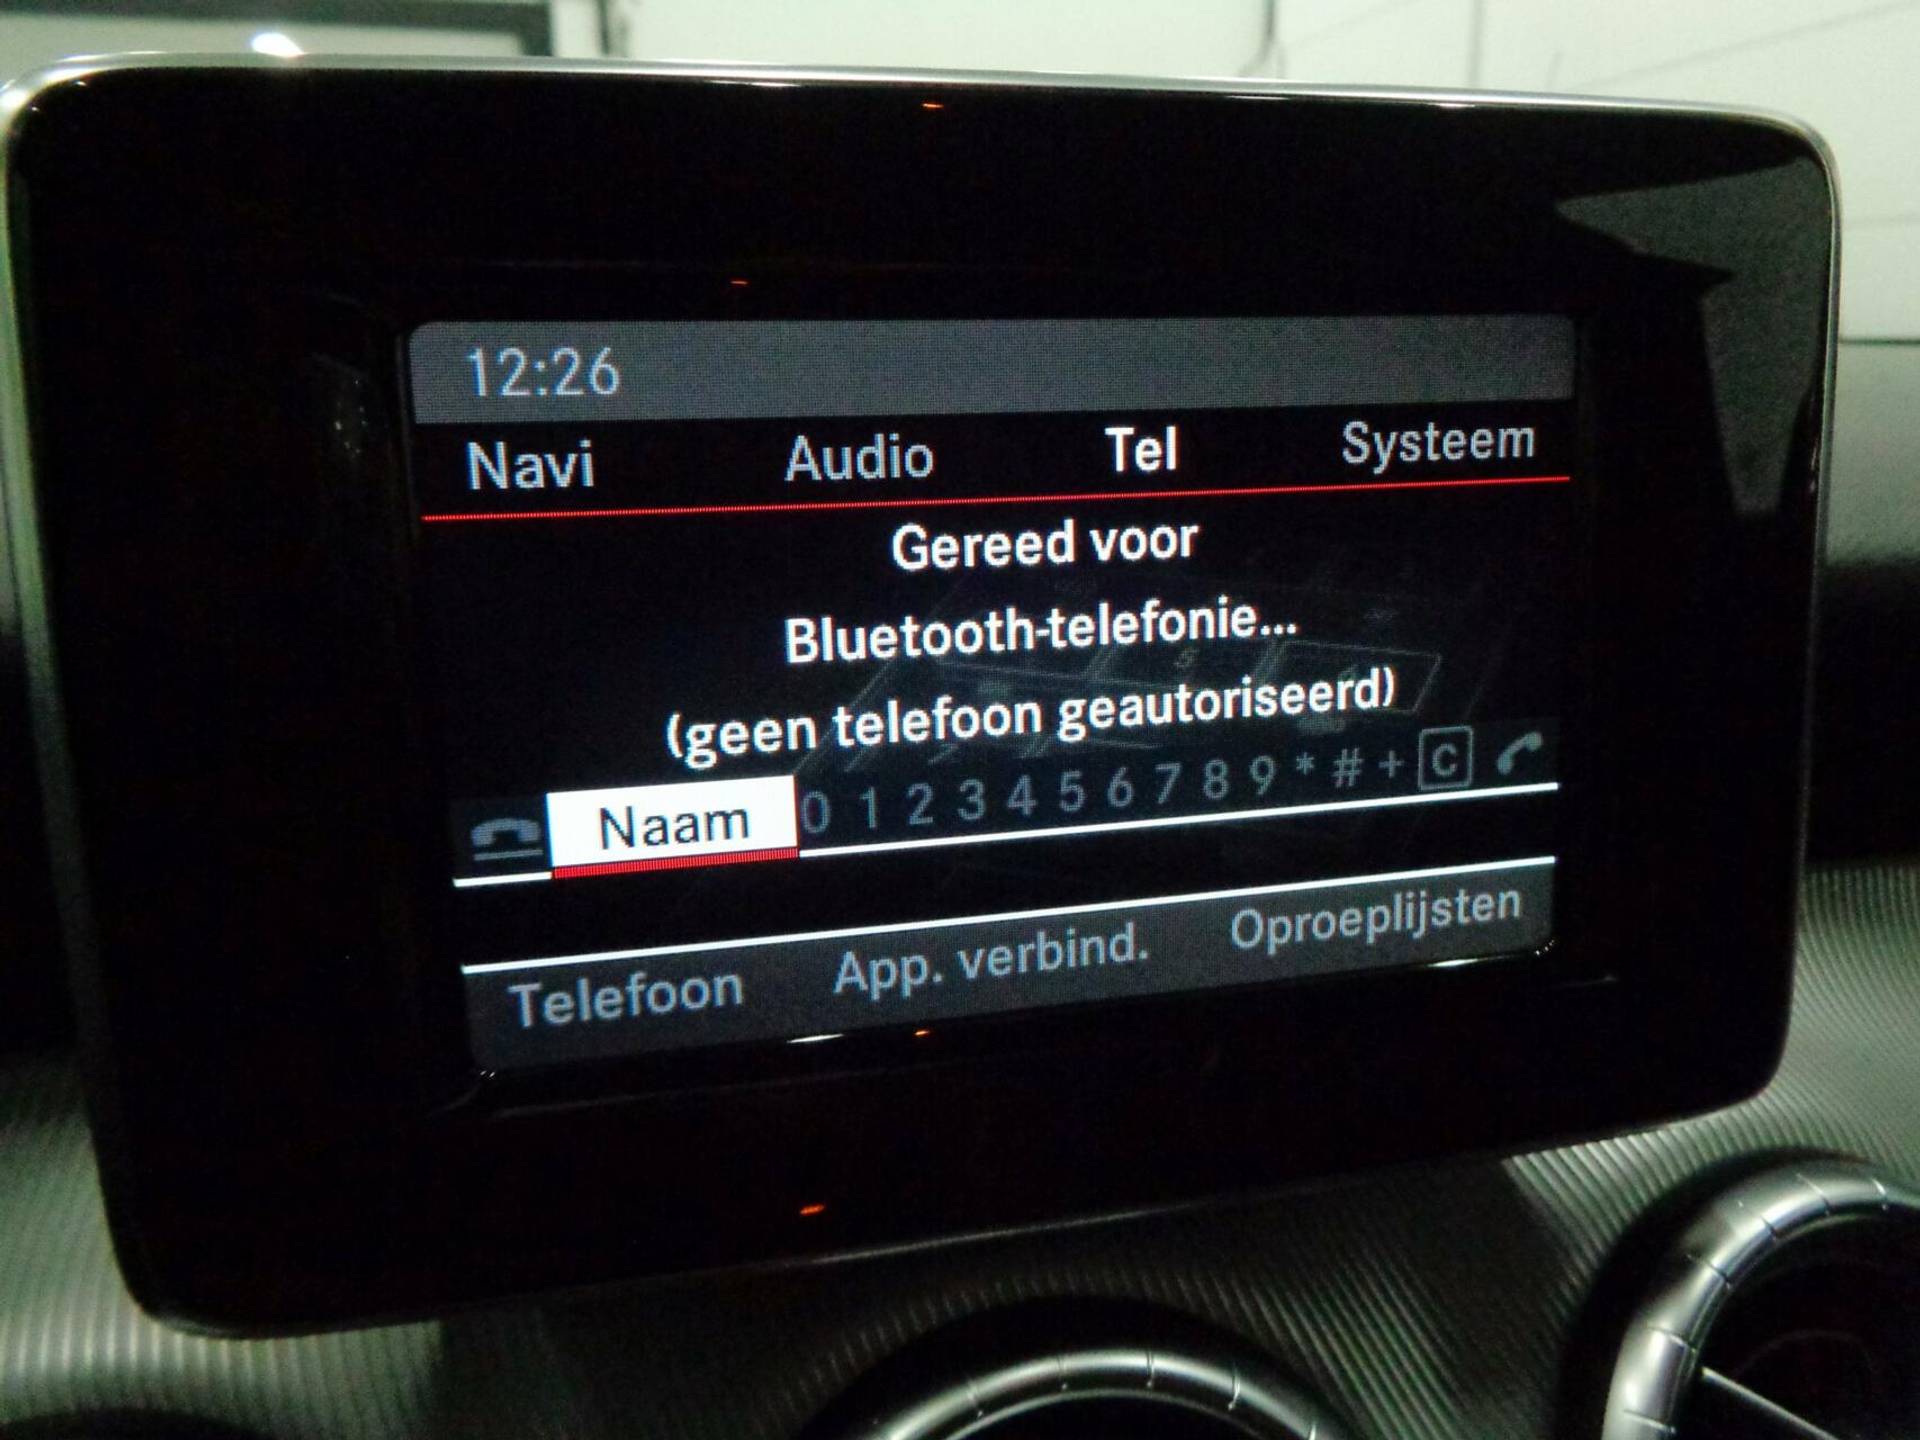 12:26
Navi Audio Tel Systeem
Gereed voor
Bluetooth-telefonie...
(geen telefoon geautoriseerd)
Naam 0 1 2 3 4 5 6 7 8 9 * # + C
Telefoon App. verbind. Oproeplijsten